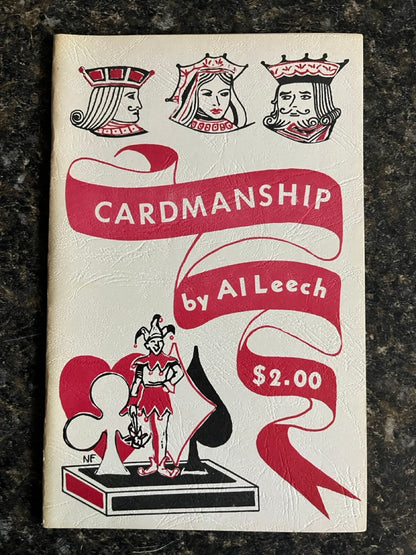 CARDMANSHIP
by Al Leech
$2.00
NF